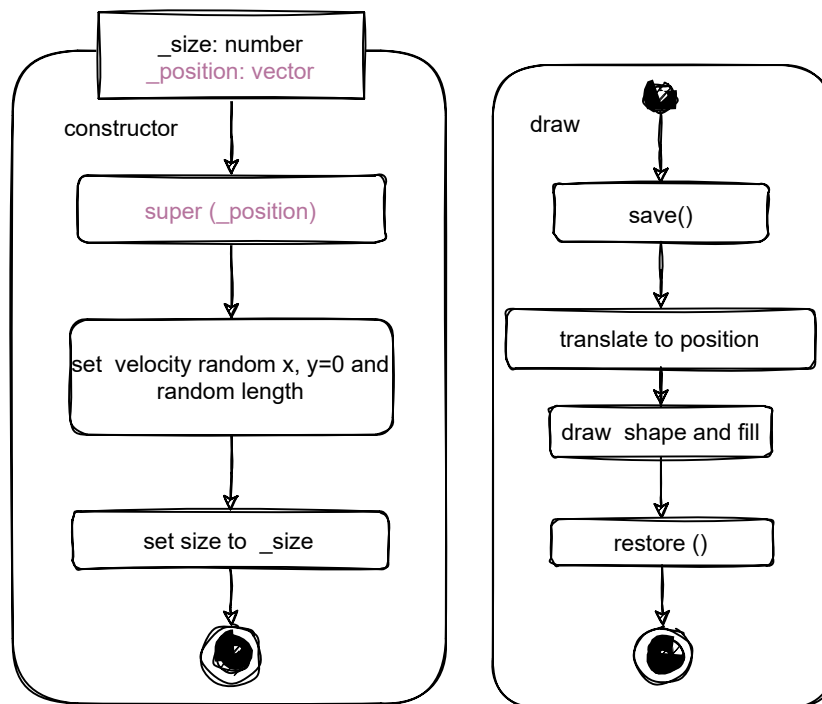 _size: number
_position: vector
constructor
super (_position)
set velocity random x, y=0 and
random length
set size to _size
draw
save()
translate to position
draw shape and fill
restore ()